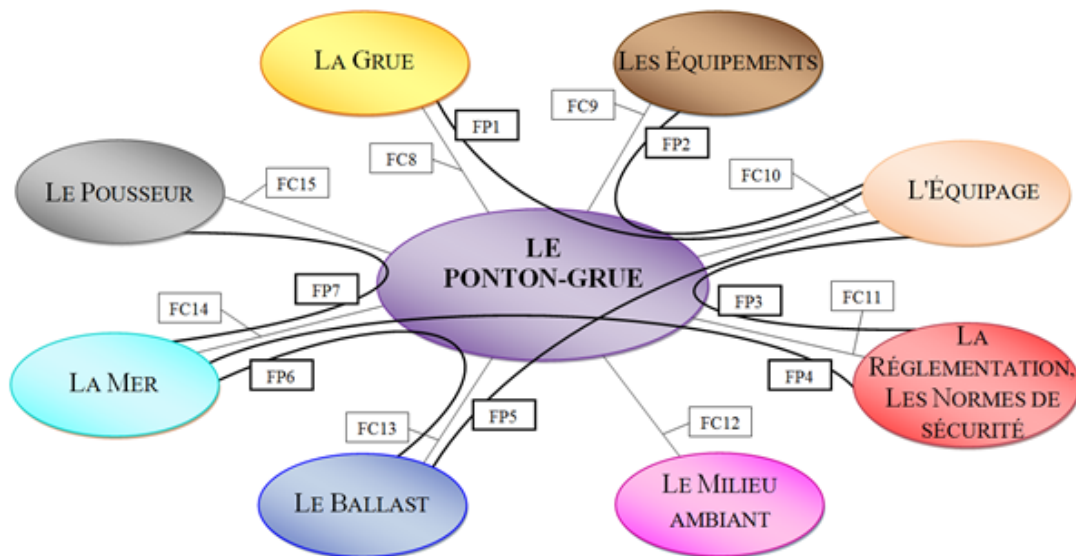 LA GRUE
LES ÉQUIPEMENTS
FP1
FC9
FP2
FC8
FC10
LE POUSSEUR
FC15
L'ÉQUIPAGE
LE
PONTON-GRUE
FP7
FC14
FP3
FC11
LA MER
FP6
FP4
LA
RÉGLEMENTATION,
LES NORMES DE
SÉCURITÉ
FC13
FP5
FC12
LE BALLAST
LE MILIEU
AMBIANT